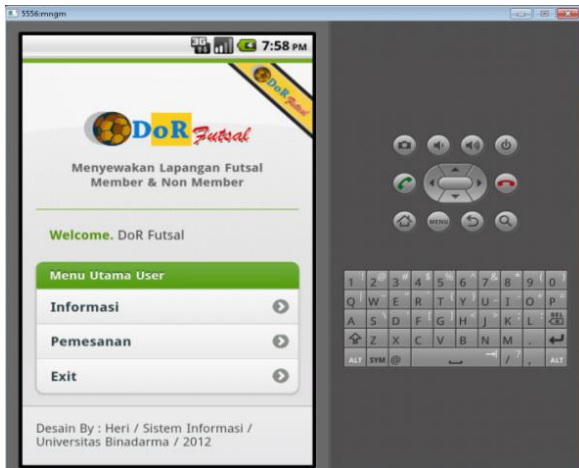 5556:mngm
3G
7:58 PM
DoR Futsal
DoR Futsal
Menyewakan Lapangan Futsal
Member & Non Member
Welcome. DoR Futsal
Menu Utama User
Informasi
Pemesanan
Exit
Desain By : Heri / Sistem Informasi /
Universitas Binadarma / 2012
MENU
1 2 3 4 5 6 7 8 9 0
Q W E R T Y U I O P
A S D F G H J K L DEL
Z X C V B N M .
ALT SYM @ / , ALT